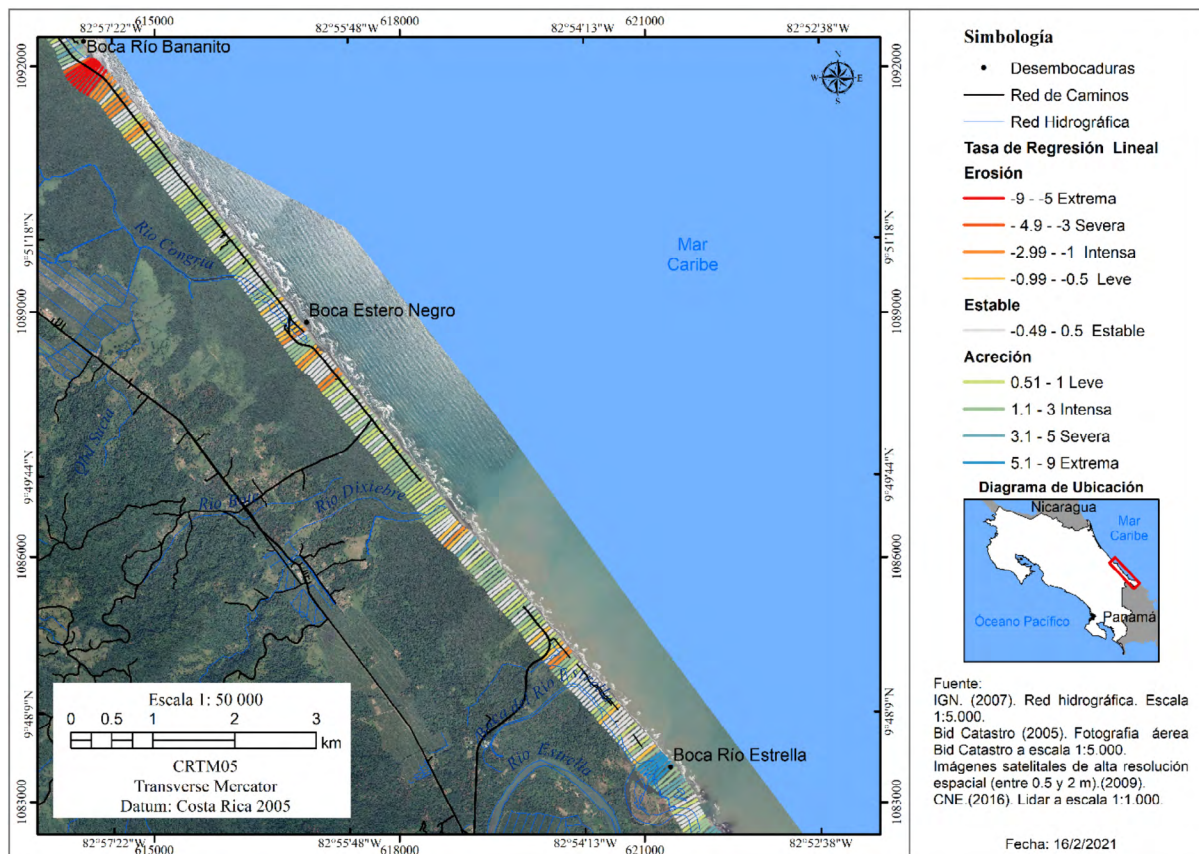 615000 618000 621000
82°57'22"W 82°55'48"W 82°54'13"W 82°52'38"W
Boca Río Bananito
N
W E
S
1092000
1092000
9°51'18"N
9°51'18"N
Río Congria
Mar
Caribe
Boca Estero Negro
1089000
1089000
Qbd Sucia
9°49'44"N
9°49'44"N
Río Dixiebre
1086000
1086000
9°48'9"N
9°48'9"N
Río Estrella
Boca Río Estrella
1083000
1083000
Escala 1: 50 000
0 0.5 1 2 3
km
CRTM05
Transverse Mercator
Datum: Costa Rica 2005
82°57'22"W 82°55'48"W 82°54'13"W 82°52'38"W
615000 618000 621000
Simbología
Desembocaduras
Red de Caminos
Red Hidrográfica
Tasa de Regresión Lineal
Erosión
-9 - -5 Extrema
- 4.9 - -3 Severa
-2.99 - -1 Intensa
-0.99 - -0.5 Leve
Estable
-0.49 - 0.5 Estable
Acreción
0.51 - 1 Leve
1.1 - 3 Intensa
3.1 - 5 Severa
5.1 - 9 Extrema
Diagrama de Ubicación
Nicaragua
Mar
Caribe
Óceano Pacífico
Panamá
Fuente:
IGN. (2007). Red hidrográfica. Escala
1:5.000.
Bid Catastro (2005). Fotografía áerea
Bid Catastro a escala 1:5.000.
Imágenes satelitales de alta resolución
espacial (entre 0.5 y 2 m).(2009).
CNE.(2016). Lidar a escala 1:1.000.
Fecha: 16/2/2021